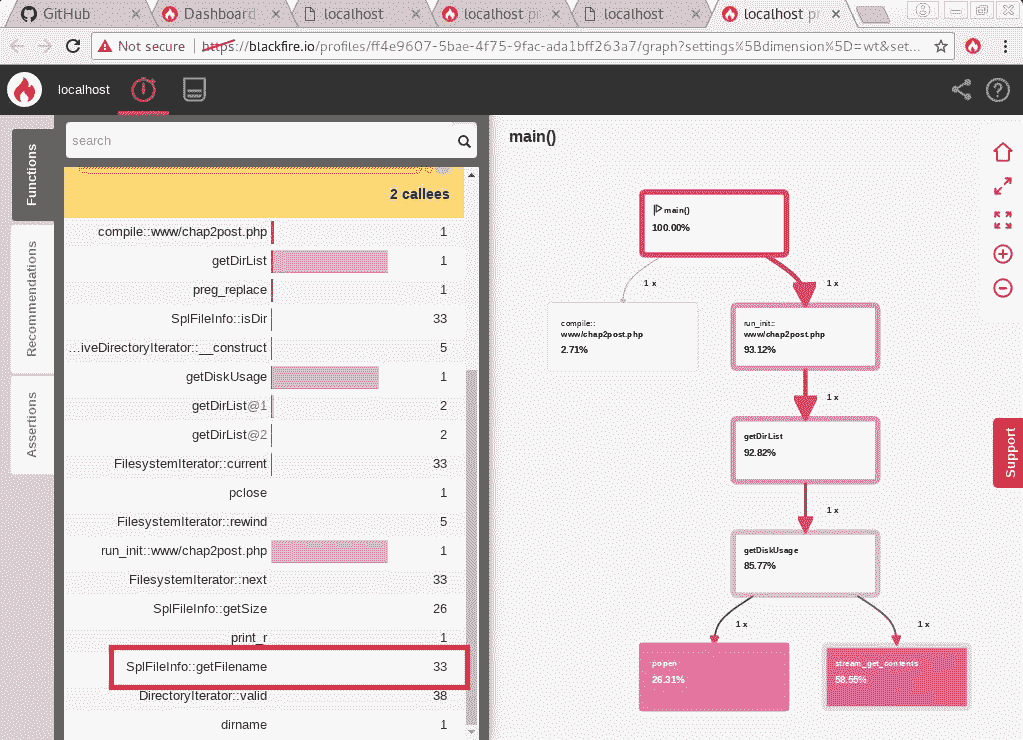 GitHub
Dashboard
localhost
localhost pr
localhost
localhost pr
Not secure https://blackfire.io/profiles/ff4e9607-5bae-4f75-9fac-ada1bff263a7/graph?settings%5Bdimension%5D=wt&set...
localhost
Functions
Recommendations
Assertions
search
2 callees
compile::www/chap2post.php 1
getDirList 1
preg_replace 1
SplFileInfo::isDir 33
...iveDirectoryIterator::__construct 5
getDiskUsage 1
getDirList@1 2
getDirList@2 2
FilesystemIterator::current 33
pclose 1
FilesystemIterator::rewind 5
run_init::www/chap2post.php 1
FilesystemIterator::next 33
SplFileInfo::getSize 26
print_r 1
SplFileInfo::getFilename 33
DirectoryIterator::valid 38
dirname 1
main()
main()
100.00%
1 x
1 x
compile::
www/chap2post.php
2.71%
run_init::
www/chap2post.php
93.12%
1 x
getDirList
92.82%
1 x
getDiskUsage
85.77%
1 x
1 x
popen
26.31%
stream_get_contents
58.55%
Support